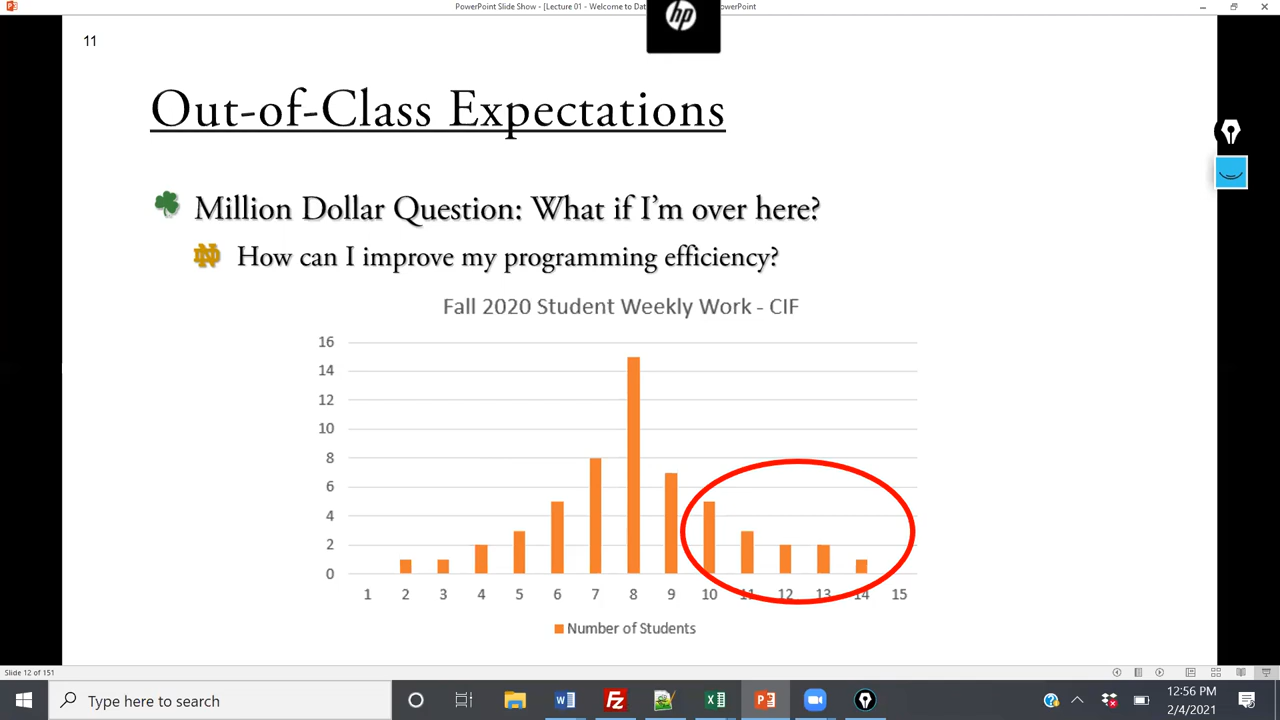 PowerPoint Slide Show - [Lecture 01 - Welcome to Dat
owerPoint
hp
11
Out-of-Class Expectations
Million Dollar Question: What if I'm over here?
ND
How can I improve my programming efficiency?
Fall 2020 Student Weekly Work - CIF
16
14
12
10
8
6
4
2
0
1 2 3 4 5 6 7 8 9 10 11 12 13 14 15
Number of Students
Slide 12 of 151
Type here to search
12:56 PM
2/4/2021